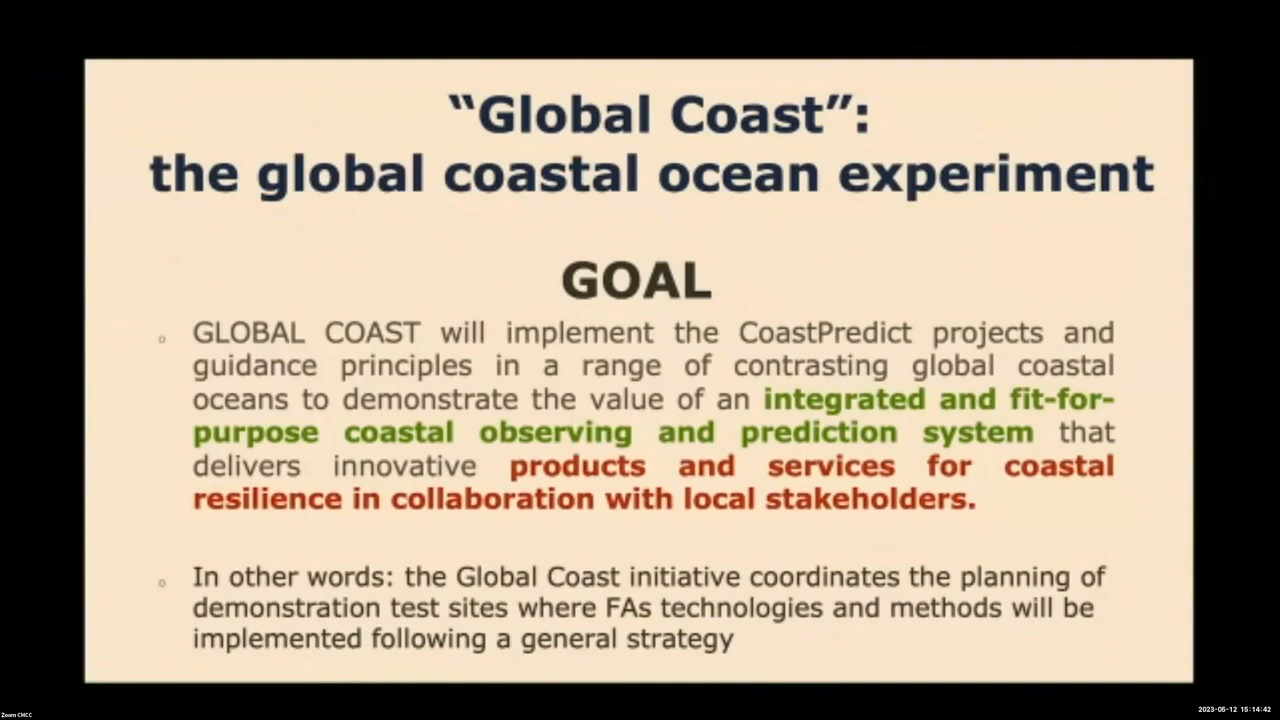 “Global Coast”:
the global coastal ocean experiment
GOAL
GLOBAL COAST will implement the CoastPredict projects and
guidance principles in a range of contrasting global coastal
oceans to demonstrate the value of an integrated and fit-for-
purpose coastal observing and prediction system that
delivers innovative products and services for coastal
resilience in collaboration with local stakeholders.
In other words: the Global Coast initiative coordinates the planning of
demonstration test sites where FAs technologies and methods will be
implemented following a general strategy
Zoom CMCC
2023-05-12 15:14:42